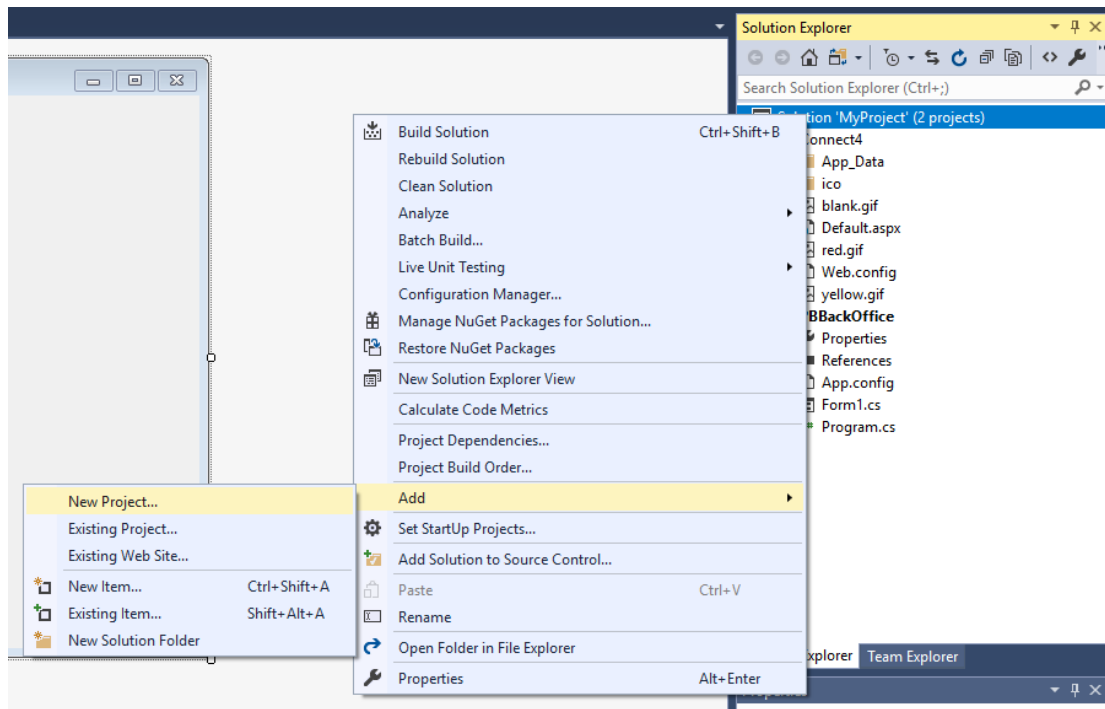 Solution Explorer
Search Solution Explorer (Ctrl+;)
'MyProject' (2 projects)
App_Data
ico
blank.gif
Default.aspx
red.gif
Web.config
yellow.gif
BBackOffice
Properties
References
App.config
Form1.cs
Program.cs
Build Solution Ctrl+Shift+B
Rebuild Solution
Clean Solution
Analyze
Batch Build...
Live Unit Testing
Configuration Manager...
Manage NuGet Packages for Solution...
Restore NuGet Packages
New Solution Explorer View
Calculate Code Metrics
Project Dependencies...
Project Build Order...
Add
Set StartUp Projects...
Add Solution to Source Control...
Paste Ctrl+V
Rename
Open Folder in File Explorer
Properties Alt+Enter
New Project...
Existing Project...
Existing Web Site...
New Item... Ctrl+Shift+A
Existing Item... Shift+Alt+A
New Solution Folder
xplorer Team Explorer